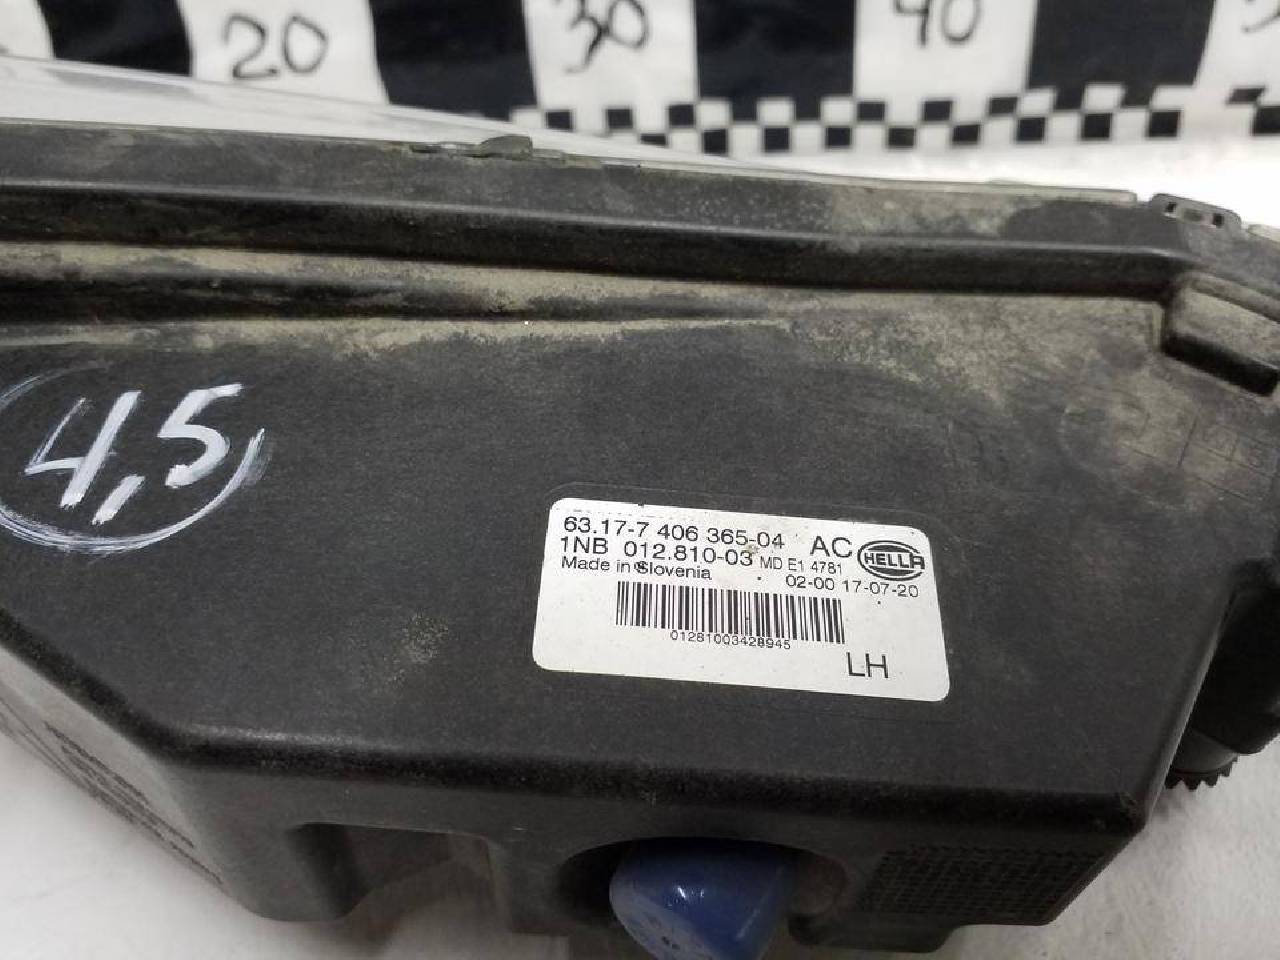 20 30 40
4,5
63.17-7 406 365-04 AC
1NB 012.810-03 MD E1 4781 HELLA
Made in Slovenia 02-00 17-07-20
01281003428945
LH